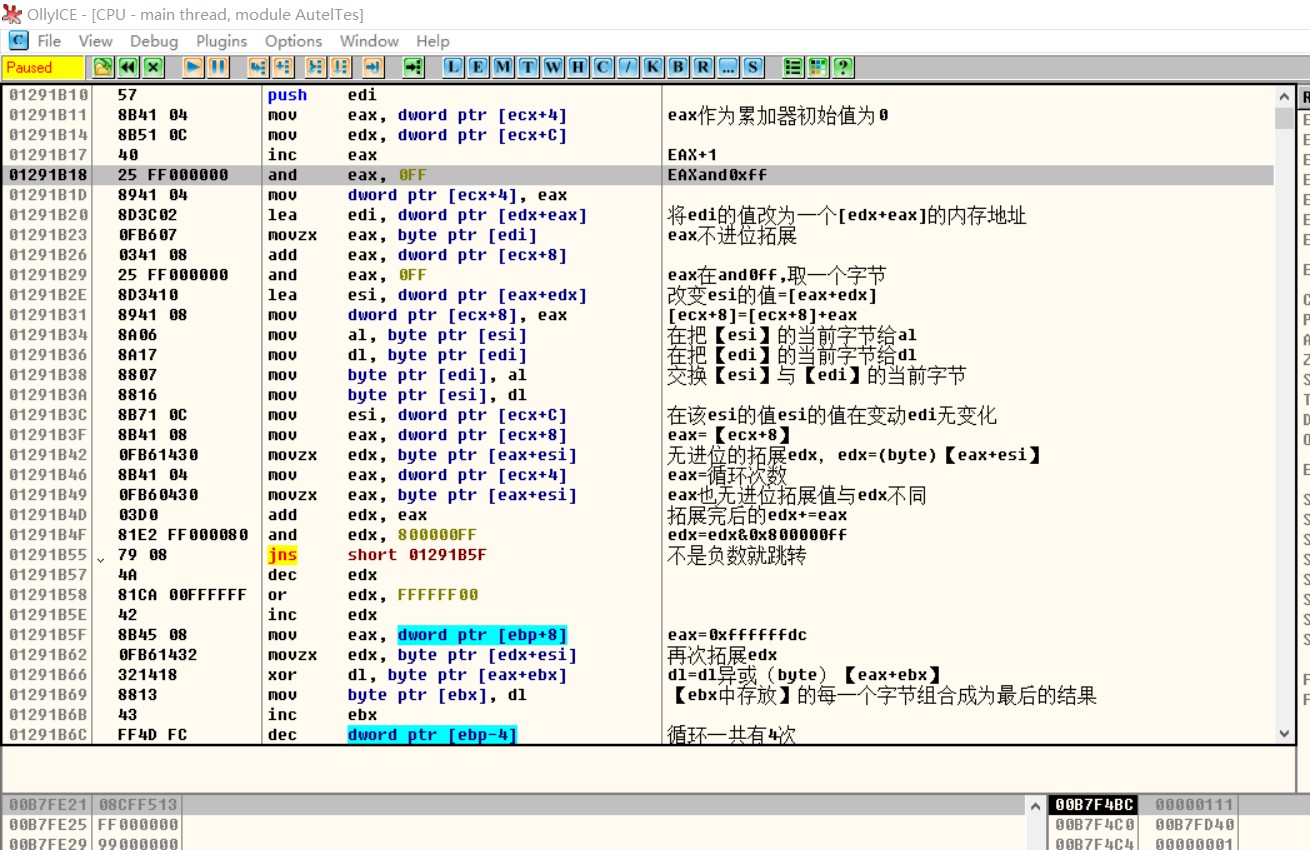 OllyICE - [CPU - main thread, module AutelTes]
C File View Debug Plugins Options Window Help
Paused L E M T W H C / K B R ... S ?
01291B10 57 push edi
01291B11 8B41 04 mov eax, dword ptr [ecx+4] eax作为累加器初始值为0
01291B14 8B51 0C mov edx, dword ptr [ecx+C]
01291B17 40 inc eax EAX+1
01291B18 25 FF000000 and eax, 0FF EAXand0xff
01291B1D 8941 04 mov dword ptr [ecx+4], eax
01291B20 8D3C02 lea edi, dword ptr [edx+eax] 将edi的值改为一个[edx+eax]的内存地址
01291B23 0FB607 movzx eax, byte ptr [edi] eax不进位拓展
01291B26 0341 08 add eax, dword ptr [ecx+8]
01291B29 25 FF000000 and eax, 0FF eax在and0ff,取一个字节
01291B2E 8D3410 lea esi, dword ptr [eax+edx] 改变esi的值=[eax+edx]
01291B31 8941 08 mov dword ptr [ecx+8], eax [ecx+8]=[ecx+8]+eax
01291B34 8A06 mov al, byte ptr [esi] 在把【esi】的当前字节给al
01291B36 8A17 mov dl, byte ptr [edi] 在把【edi】的当前字节给dl
01291B38 8807 mov byte ptr [edi], al 交换【esi】与【edi】的当前字节
01291B3A 8816 mov byte ptr [esi], dl
01291B3C 8B71 0C mov esi, dword ptr [ecx+C] 在该esi的值esi的值在变动edi无变化
01291B3F 8B41 08 mov eax, dword ptr [ecx+8] eax=【ecx+8】
01291B42 0FB61430 movzx edx, byte ptr [eax+esi] 无进位的拓展edx, edx=(byte)【eax+esi】
01291B46 8B41 04 mov eax, dword ptr [ecx+4] eax=循环次数
01291B49 0FB60430 movzx eax, byte ptr [eax+esi] eax也无进位拓展值与edx不同
01291B4D 03D0 add edx, eax 拓展完后的edx+=eax
01291B4F 81E2 FF000080 and edx, 800000FF edx=edx&0x800000ff
01291B55 79 08 jns short 01291B5F 不是负数就跳转
01291B57 4A dec edx
01291B58 81CA 00FFFFFF or edx, FFFFFF00
01291B5E 42 inc edx
01291B5F 8B45 08 mov eax, dword ptr [ebp+8] eax=0xffffffdc
01291B62 0FB61432 movzx edx, byte ptr [edx+esi] 再次拓展edx
01291B66 321418 xor dl, byte ptr [eax+ebx] dl=dl异或（byte）【eax+ebx】
01291B69 8813 mov byte ptr [ebx], dl 【ebx中存放】的每一个字节组合成为最后的结果
01291B6B 43 inc ebx
01291B6C FF4D FC dec dword ptr [ebp-4] 循环一共有4次
00B7FE21 08CFF513 00B7F4BC 00000111
00B7FE25 FF000000 00B7F4C0 00B7FD40
00B7FE29 99000000 00B7F4C4 00000001